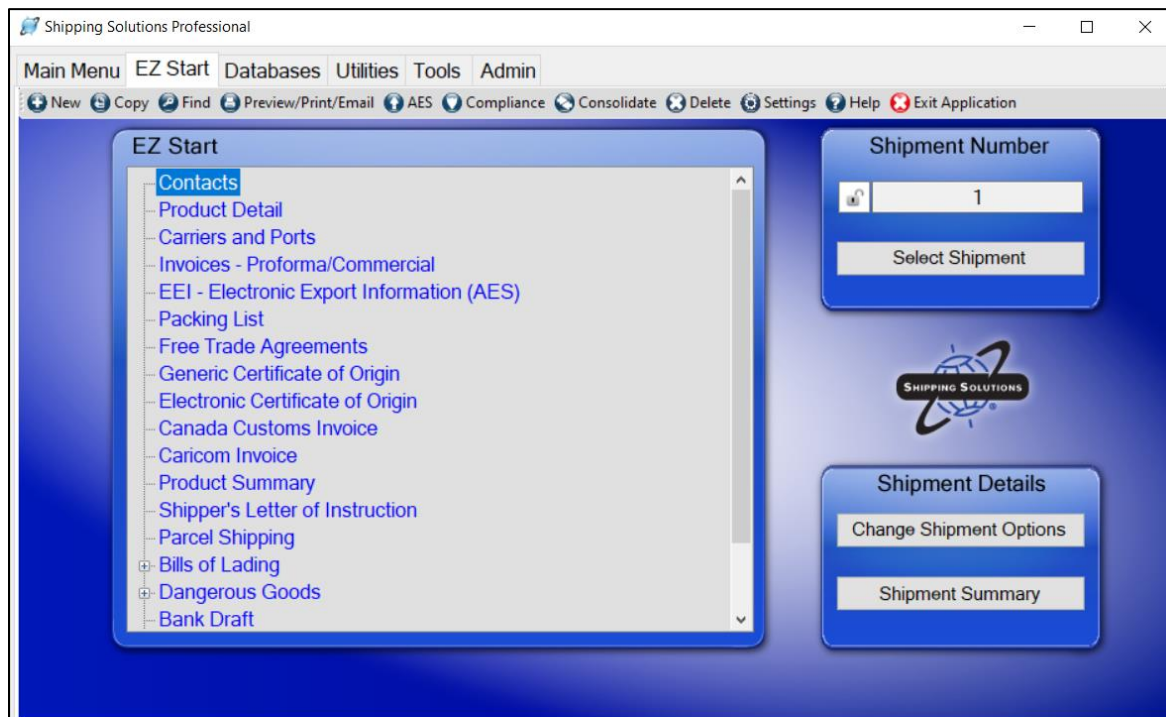 Shipping Solutions Professional
Main Menu EZ Start Databases Utilities Tools Admin
New Copy Find Preview/Print/Email AES Compliance Consolidate Delete Settings Help Exit Application
EZ Start
Contacts
Product Detail
Carriers and Ports
Invoices - Proforma/Commercial
EEI - Electronic Export Information (AES)
Packing List
Free Trade Agreements
Generic Certificate of Origin
Electronic Certificate of Origin
Canada Customs Invoice
Caricom Invoice
Product Summary
Shipper's Letter of Instruction
Parcel Shipping
Bills of Lading
Dangerous Goods
Bank Draft
Shipment Number
1
Select Shipment
SHIPPING SOLUTIONS
Shipment Details
Change Shipment Options
Shipment Summary